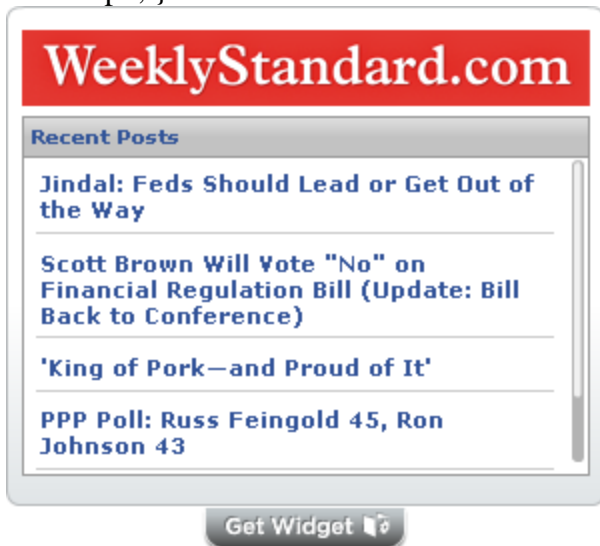 WeeklyStandard.com
Recent Posts
Jindal: Feds Should Lead or Get Out of
the Way
Scott Brown Will Vote "No" on
Financial Regulation Bill (Update: Bill
Back to Conference)
'King of Pork—and Proud of It'
PPP Poll: Russ Feingold 45, Ron
Johnson 43
Get Widget